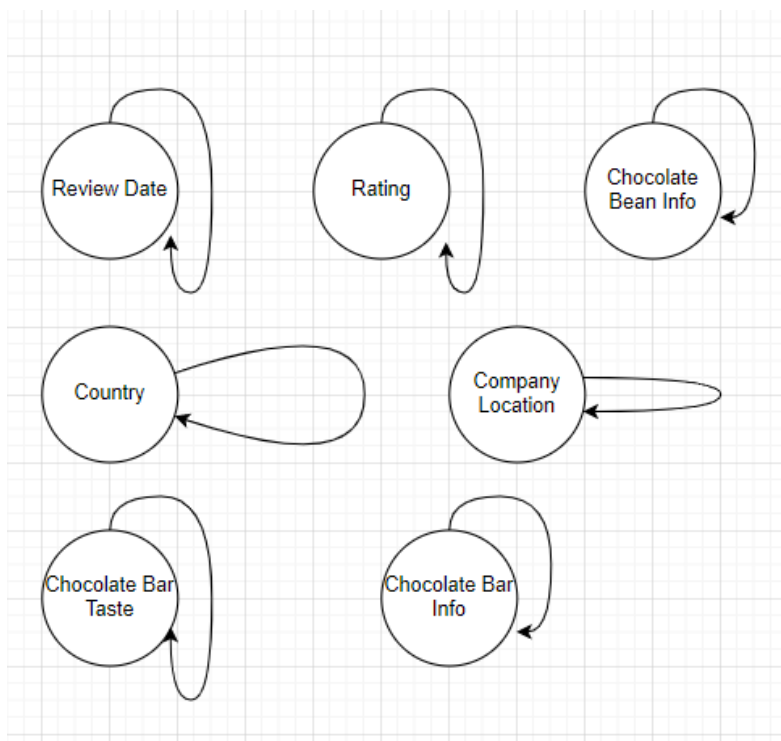 Review Date
Rating
Chocolate
Bean Info
Country
Company
Location
Chocolate Bar
Taste
Chocolate Bar
Info